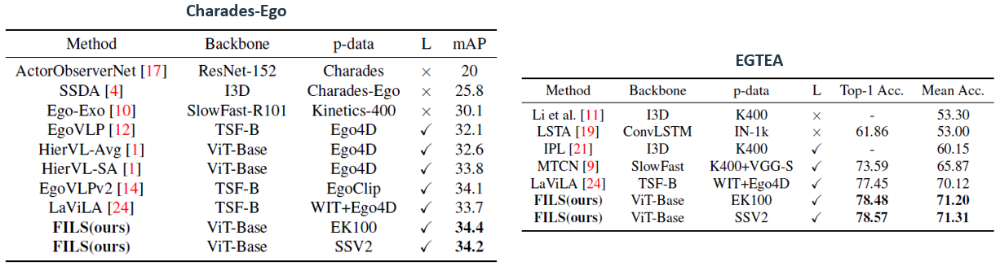 Charades-Ego
Method Backbone p-data L mAP
ActorObserverNet [17] ResNet-152 Charades × 20
SSDA [4] I3D Charades-Ego × 25.8
Ego-Exo [10] SlowFast-R101 Kinetics-400 × 30.1
EgoVLP [12] TSF-B Ego4D ✓ 32.1
HierVL-Avg [1] ViT-Base Ego4D ✓ 32.6
HierVL-SA [1] ViT-Base Ego4D ✓ 33.8
EgoVLPv2 [14] TSF-B EgoClip ✓ 34.1
LaViLA [24] TSF-B WIT+Ego4D ✓ 33.7
FILS(ours) ViT-Base EK100 ✓ 34.4
FILS(ours) ViT-Base SSV2 ✓ 34.2
EGTEA
Method Backbone p-data L Top-1 Acc. Mean Acc.
Li et al. [11] I3D K400 × - 53.30
LSTA [19] ConvLSTM IN-1k × 61.86 53.00
IPL [21] I3D K400 ✓ - 60.15
MTCN [9] SlowFast K400+VGG-S ✓ 73.59 65.87
LaViLA [24] TSF-B WIT+Ego4D ✓ 77.45 70.12
FILS(ours) ViT-Base EK100 ✓ 78.48 71.20
FILS(ours) ViT-Base SSV2 ✓ 78.57 71.31